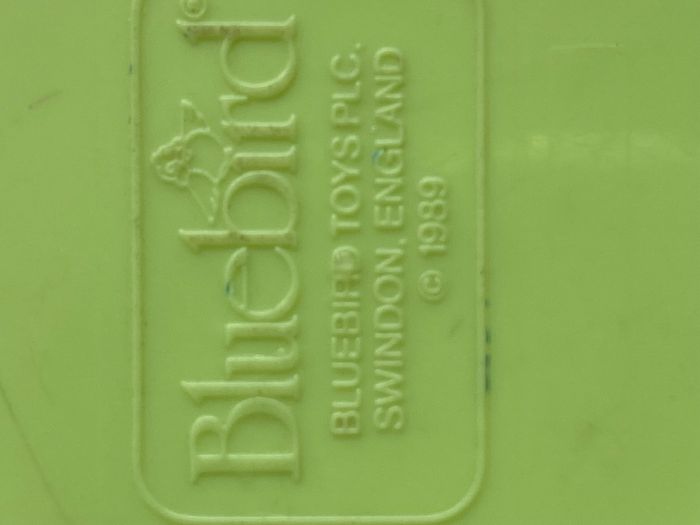 Bluebird®
BLUEBIRD TOYS PLC.
SWINDON, ENGLAND
© 1989